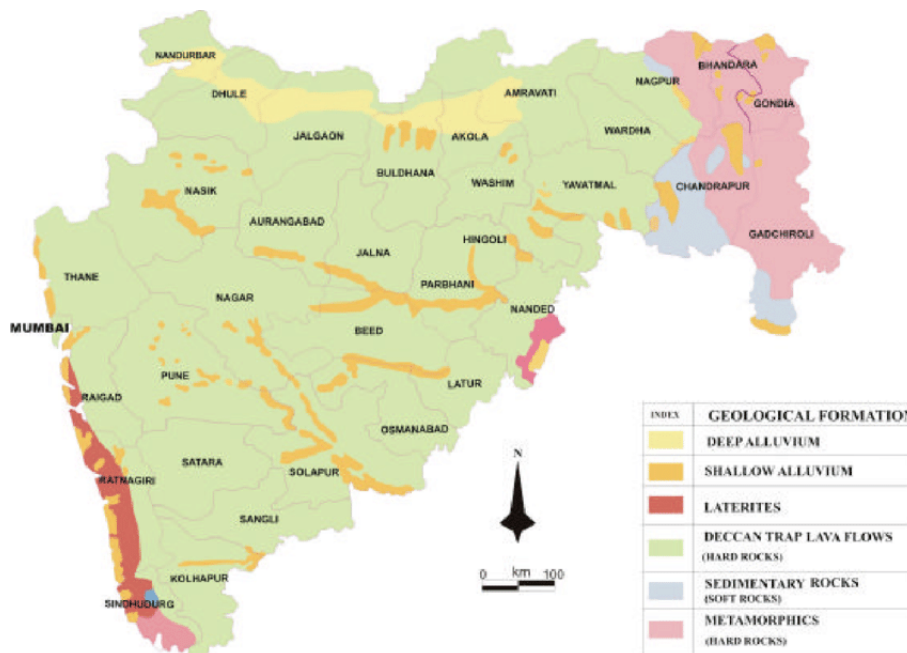 NANDURBAR
DHULE
JALGAON
AMRAVATI
AKOLA
BULDHANA
WASHIM
WARDHA
NAGPUR
BHANDARA
GONDIA
YAVATMAL
CHANDRAPUR
GADCHIROLI
NASIK
AURANGABAD
JALNA
HINGOLI
PARBHANI
NANDED
THANE
NAGAR
MUMBAI
BEED
PUNE
RAIGAD
LATUR
OSMANABAD
SATARA
SOLAPUR
RATNAGIRI
SANGLI
KOLHAPUR
SINDHUDURG
N
km
0 100
INDEX GEOLOGICAL FORMATION
DEEP ALLUVIUM
SHALLOW ALLUVIUM
LATERITES
DECCAN TRAP LAVA FLOWS
(HARD ROCKS)
SEDIMENTARY ROCKS
(SOFT ROCKS)
METAMORPHICS
(HARD ROCKS)